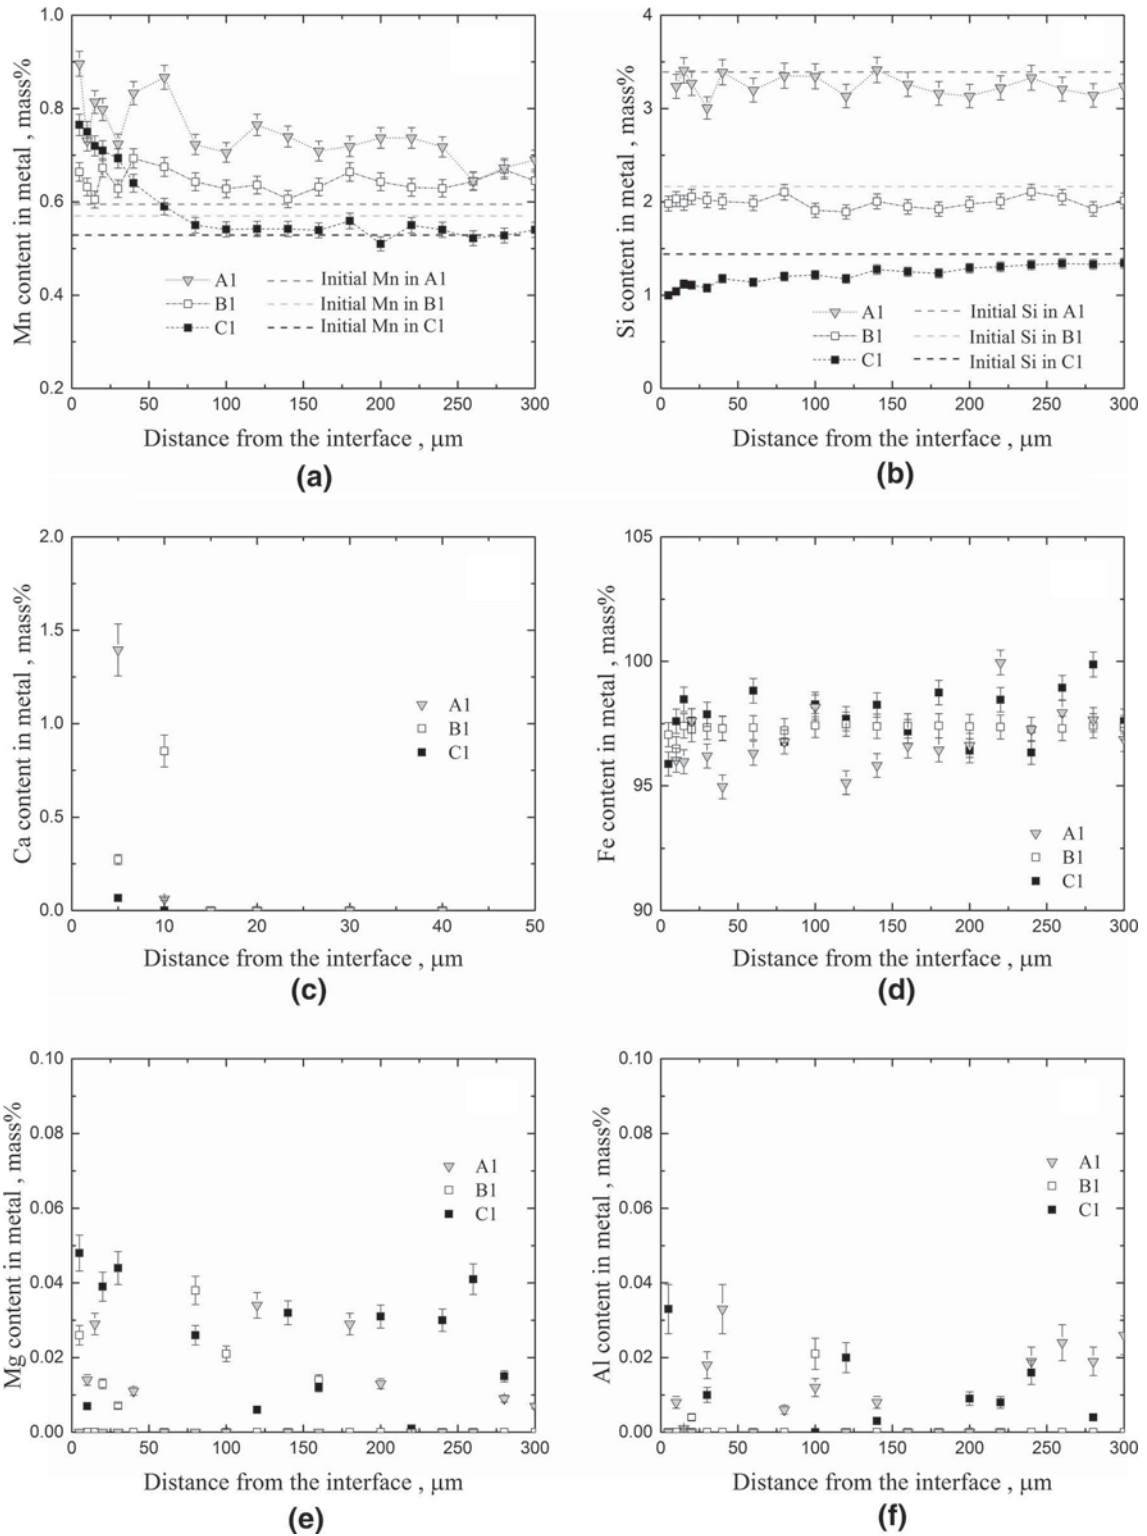 1.0
0.8
0.6
0.4
0.2
Mn content in metal , mass%
A1
B1
C1
Initial Mn in A1
Initial Mn in B1
Initial Mn in C1
0 50 100 150 200 250 300
Distance from the interface , μm
(a)
4
3
2
1
0
Si content in metal, mass%
A1
B1
C1
Initial Si in A1
Initial Si in B1
Initial Si in C1
0 50 100 150 200 250 300
Distance from the interface , μm
(b)
2.0
1.5
1.0
0.5
0.0
Ca content in metal , mass%
A1
B1
C1
0 10 20 30 40 50
Distance from the interface , μm
(c)
105
100
95
90
Fe content in metal , mass%
A1
B1
C1
0 50 100 150 200 250 300
Distance from the interface , μm
(d)
0.10
0.08
0.06
0.04
0.02
0.00
Mg content in metal , mass%
A1
B1
C1
0 50 100 150 200 250 300
Distance from the interface , μm
(e)
0.10
0.08
0.06
0.04
0.02
0.00
Al content in metal , mass%
A1
B1
C1
0 50 100 150 200 250 300
Distance from the interface , μm
(f)